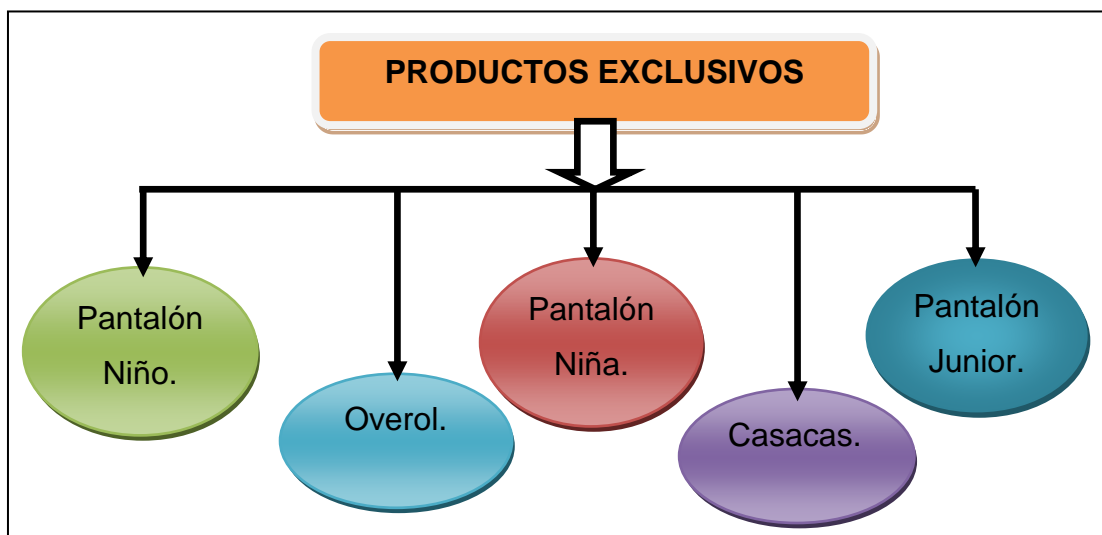 PRODUCTOS EXCLUSIVOS
Pantalón
Niño.
Overol.
Pantalón
Niña.
Casacas.
Pantalón
Junior.